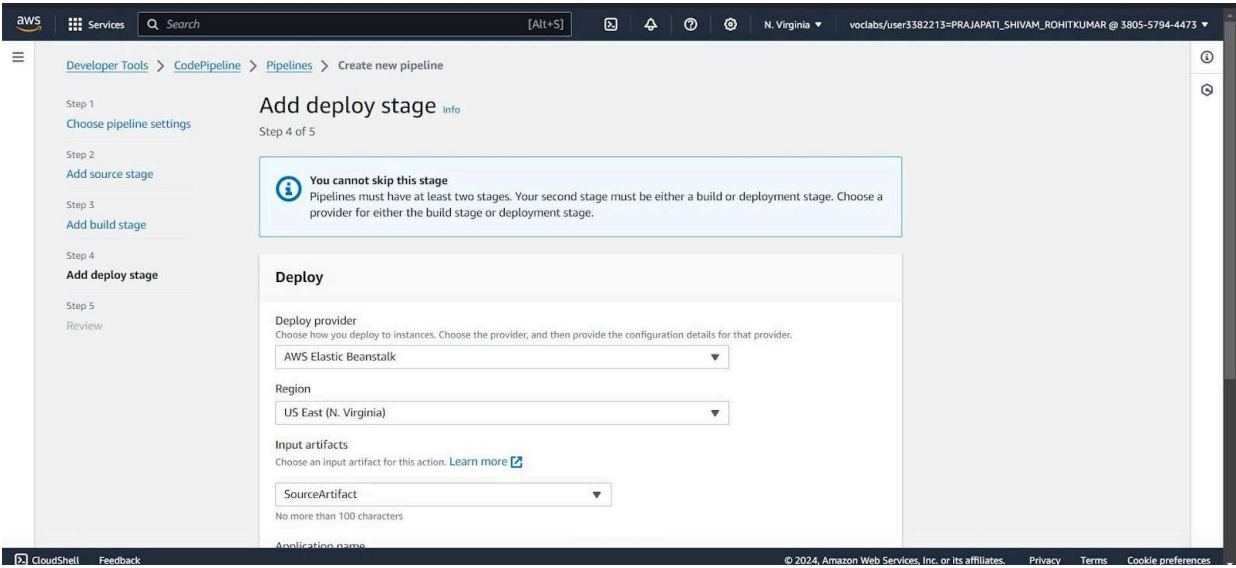 aws Services Search [Alt+S] N. Virginia voclabs/user3382213=PRAJAPATI_SHIVAM_ROHITKUMAR @ 3805-5794-4473
Developer Tools > CodePipeline > Pipelines > Create new pipeline
Step 1
Choose pipeline settings
Step 2
Add source stage
Step 3
Add build stage
Step 4
Add deploy stage
Step 5
Review
Add deploy stage Info
Step 4 of 5
You cannot skip this stage
Pipelines must have at least two stages. Your second stage must be either a build or deployment stage. Choose a
provider for either the build stage or deployment stage.
Deploy
Deploy provider
Choose how you deploy to instances. Choose the provider, and then provide the configuration details for that provider.
AWS Elastic Beanstalk
Region
US East (N. Virginia)
Input artifacts
Choose an input artifact for this action. Learn more
SourceArtifact
No more than 100 characters
Application name
CloudShell Feedback © 2024, Amazon Web Services, Inc. or its affiliates. Privacy Terms Cookie preferences